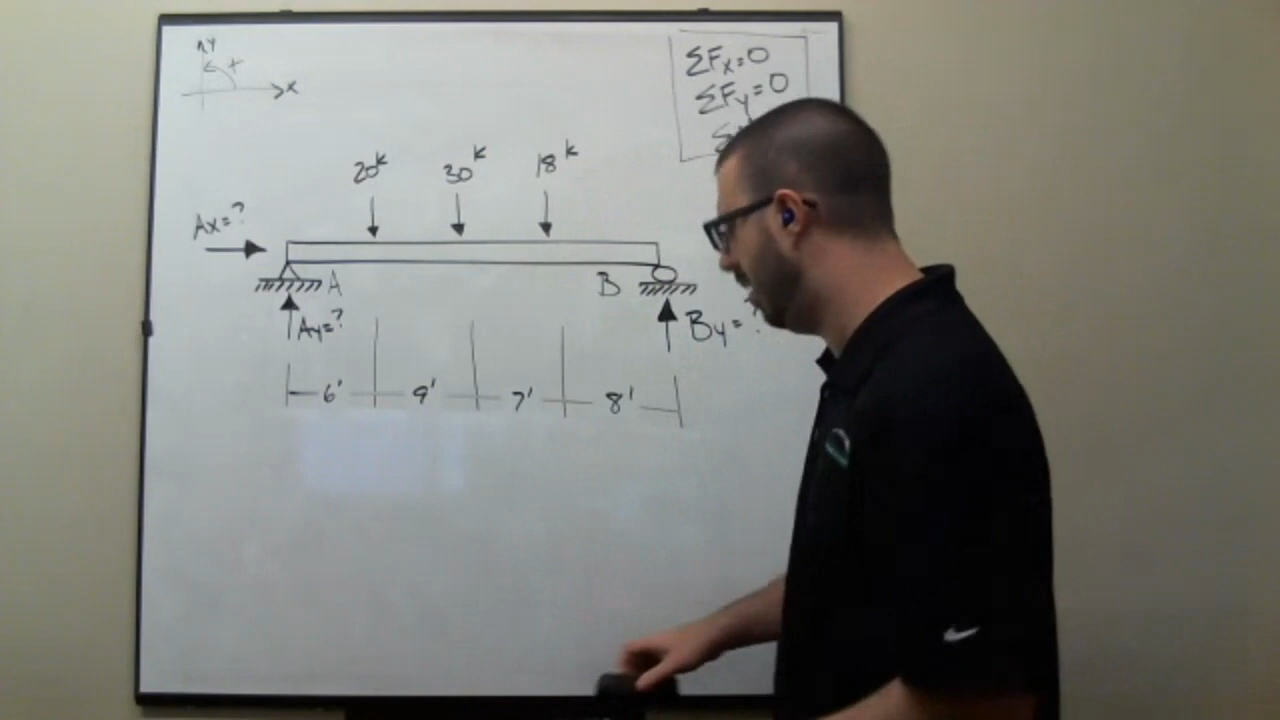 y
+
x
ΣFx=0
ΣFy=0
Σ
20k 30k 18k
Ax=?
A B
Ay=? By=?
6' 9' 7' 8'